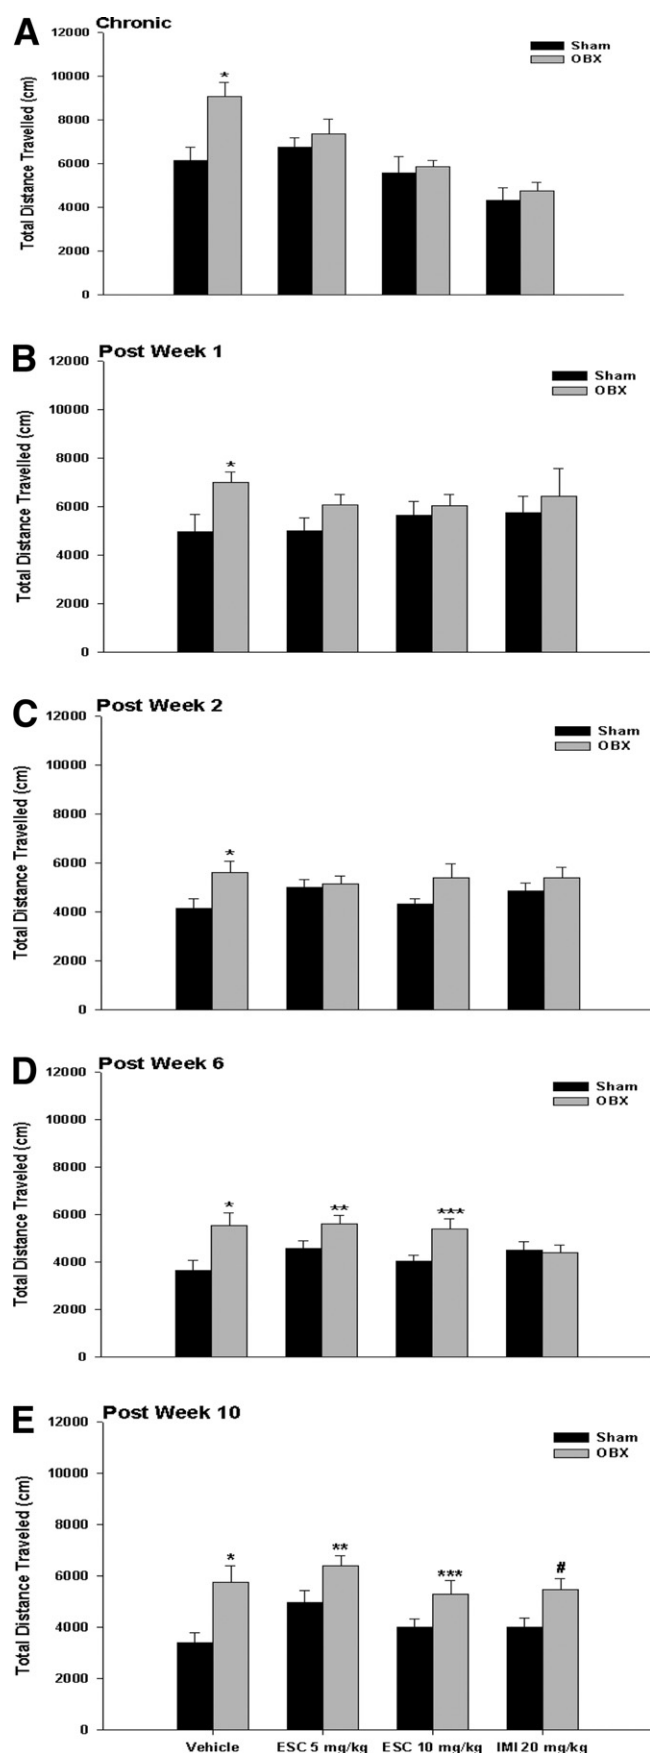 A
Chronic
12000
10000
8000
6000
4000
2000
0
Total Distance Travelled (cm)
Sham
OBX
*
B
Post Week 1
12000
10000
8000
6000
4000
2000
0
Total Distance Travelled (cm)
Sham
OBX
*
C
Post Week 2
12000
10000
8000
6000
4000
2000
0
Total Distance Travelled (cm)
Sham
OBX
*
D
Post Week 6
12000
10000
8000
6000
4000
2000
0
Total Distance Traveled (cm)
Sham
OBX
* ** ***
E
Post Week 10
12000
10000
8000
6000
4000
2000
0
Total Distance Traveled (cm)
Sham
OBX
* ** *** #
Vehicle ESC 5 mg/kg ESC 10 mg/kg IMI 20 mg/kg